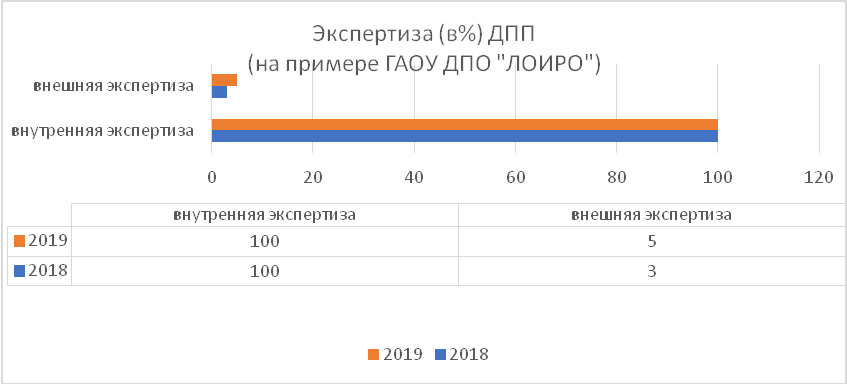 Экспертиза (в%) ДПП
(на примере ГАОУ ДПО "ЛОИРО")
внешняя экспертиза
внутренняя экспертиза
0 20 40 60 80 100 120
внутренняя экспертиза внешняя экспертиза
2019 100 5
2018 100 3
2019 2018